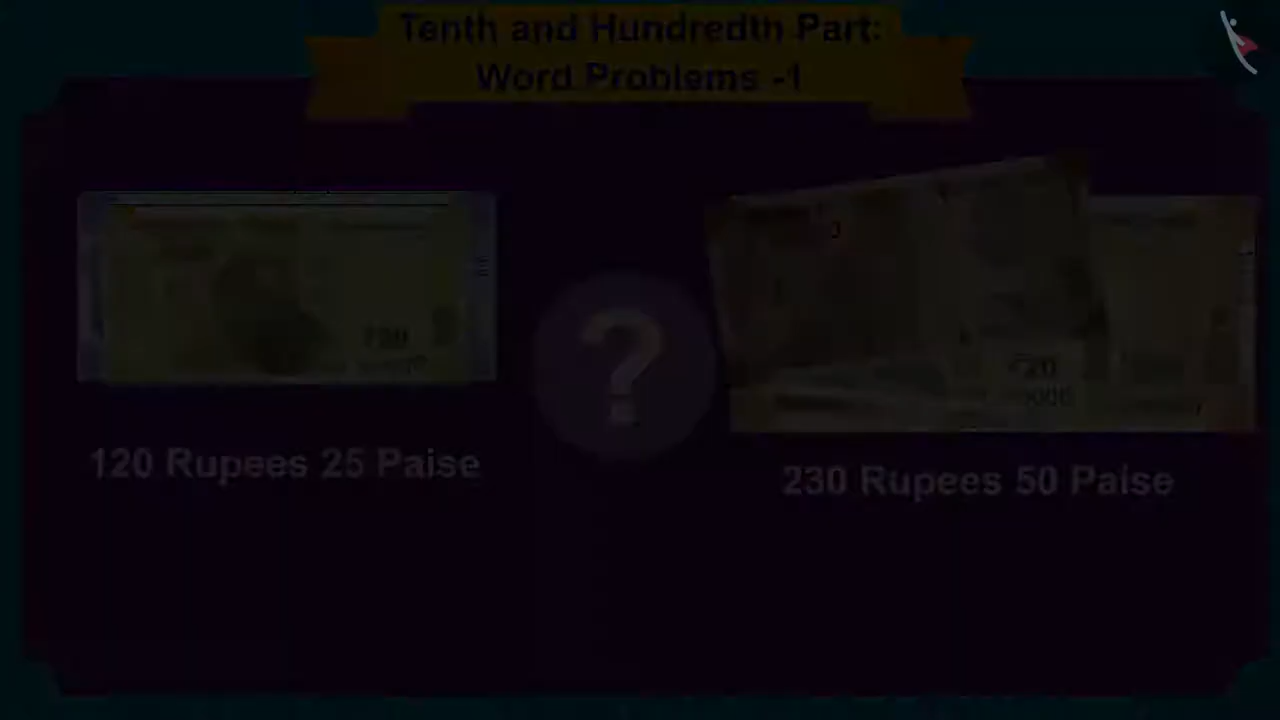 Tenth and Hundredth Part:
Word Problems -1
120 Rupees 25 Paise
230 Rupees 50 Paise
?